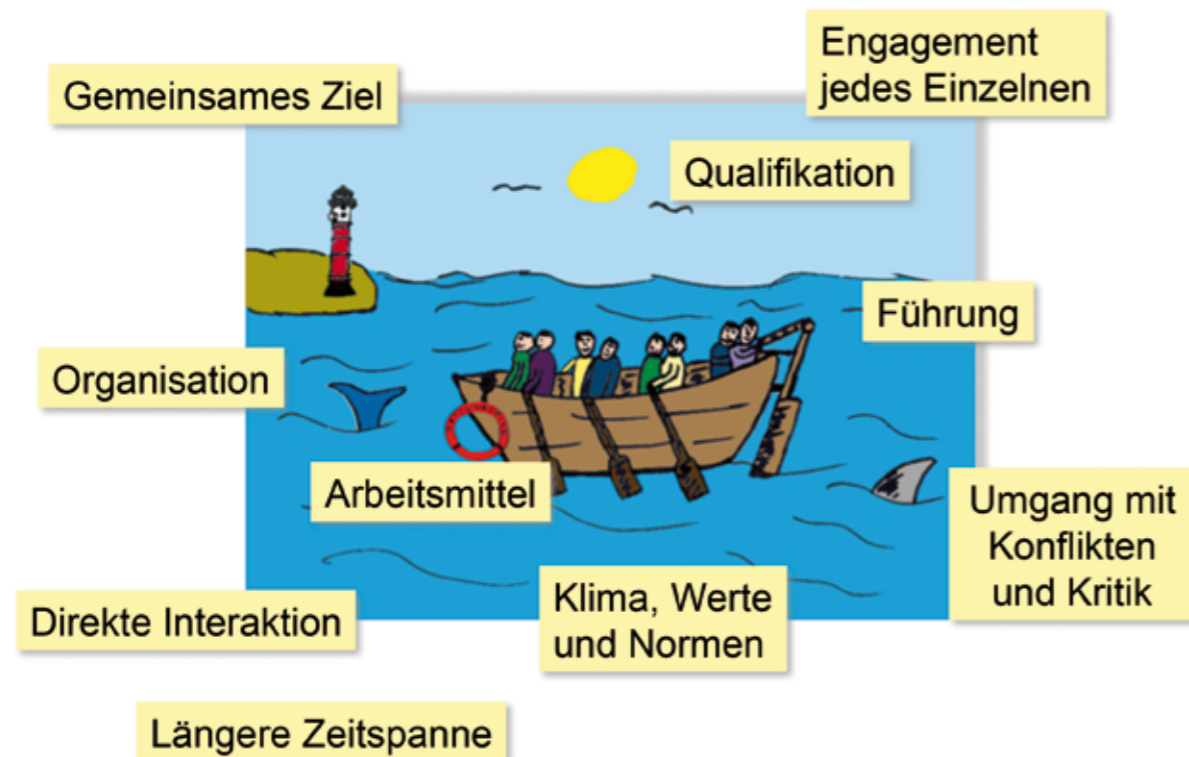 Engagement
jedes Einzelnen
Gemeinsames Ziel
Qualifikation
Führung
Organisation
Arbeitsmittel
Umgang mit
Konflikten
und Kritik
Klima, Werte
und Normen
Direkte Interaktion
Längere Zeitspanne